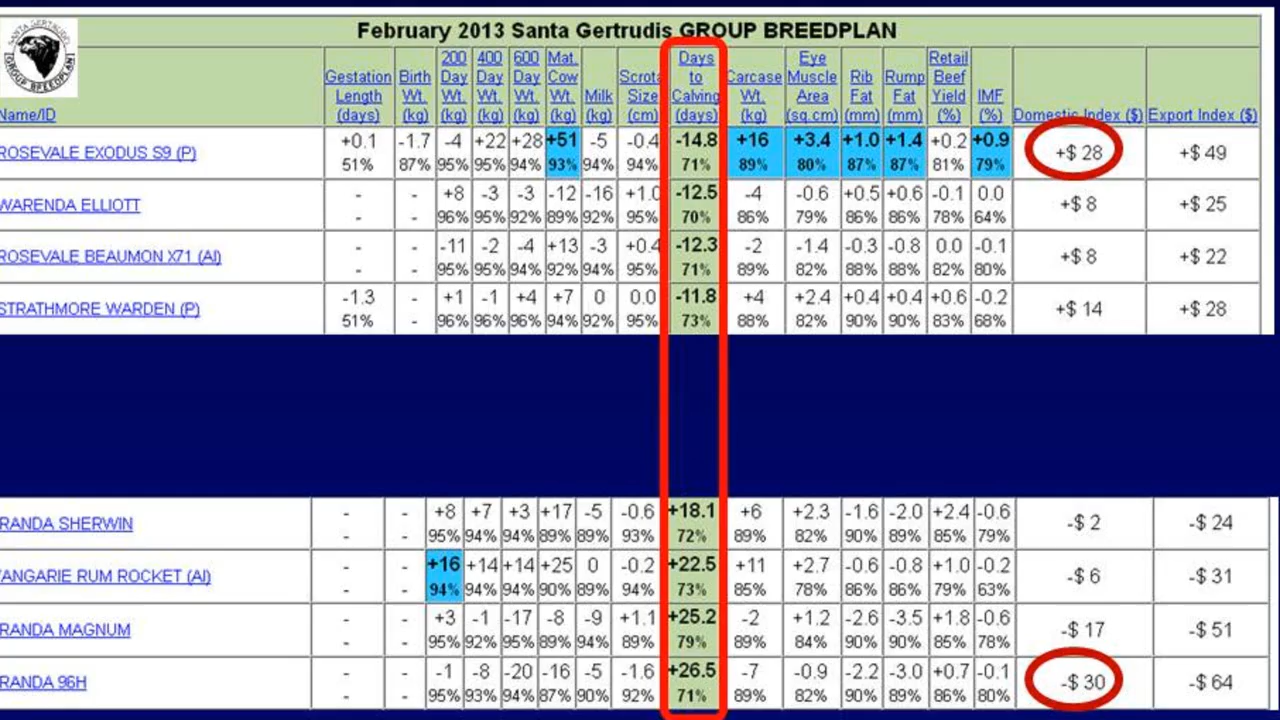 SANTA GERTRUDIS
GROUP BREEDPLAN
February 2013 Santa Gertrudis GROUP BREEDPLAN
Name/ID Gestation Length (days) Birth Wt. (kg) 200 Day Wt. (kg) 400 Day Wt. (kg) 600 Day Wt. (kg) Mat. Cow Wt. (kg) Milk (kg) Scrota Size (cm) Days to Calving (days) Carcase Wt. (kg) Eye Muscle Area (sq.cm) Rib Fat (mm) Rump Fat (mm) Retail Beef Yield (%) IMF (%) Domestic Index ($) Export Index ($)
ROSEVALE EXODUS S9 (P) +0.1 -1.7 -4 +22 +28 +51 -5 -0.4 -14.8 +16 +3.4 +1.0 +1.4 +0.2 +0.9 +$ 28 +$ 49
51% 87% 95% 95% 94% 93% 94% 94% 71% 89% 80% 87% 87% 81% 79%
WARENDA ELLIOTT - - +8 -3 -3 -12 -16 +1.0 -12.5 -4 -0.6 +0.5 +0.6 -0.1 0.0 +$ 8 +$ 25
- - 96% 95% 92% 89% 92% 95% 70% 86% 79% 86% 86% 78% 64%
ROSEVALE BEAUMON X71 (AI) - - -11 -2 -4 +13 -3 +0.4 -12.3 -2 -1.4 -0.3 -0.8 0.0 -0.1 +$ 8 +$ 22
- - 95% 95% 94% 92% 94% 95% 71% 89% 82% 88% 88% 82% 80%
STRATHMORE WARDEN (P) -1.3 - +1 -1 +4 +7 0 0.0 -11.8 +4 +2.4 +0.4 +0.4 +0.6 -0.2 +$ 14 +$ 28
51% - 96% 96% 96% 94% 92% 95% 73% 88% 82% 90% 90% 83% 68%
RANDA SHERWIN - - +8 +7 +3 +17 -5 -0.6 +18.1 +6 +2.3 -1.6 -2.0 +2.4 -0.6 -$ 2 -$ 24
- - 95% 94% 94% 89% 89% 93% 72% 89% 82% 90% 89% 85% 79%
YANGARIE RUM ROCKET (AI) - - +16 +14 +14 +25 0 -0.2 +22.5 +11 +2.7 -0.6 -0.8 +1.0 -0.2 -$ 6 -$ 31
- - 94% 94% 94% 90% 89% 94% 73% 85% 78% 86% 86% 79% 63%
RANDA MAGNUM - - +3 -1 -17 -8 -9 +1.1 +25.2 -2 +1.2 -2.6 -3.5 +1.8 -0.6 -$ 17 -$ 51
- - 95% 92% 95% 89% 94% 89% 79% 89% 84% 90% 90% 85% 78%
RANDA 96H - - -1 -8 -20 -16 -5 -1.6 +26.5 -7 -0.9 -2.2 -3.0 +0.7 -0.1 -$ 30 -$ 64
- - 95% 93% 94% 87% 90% 92% 71% 89% 82% 90% 89% 86% 80%